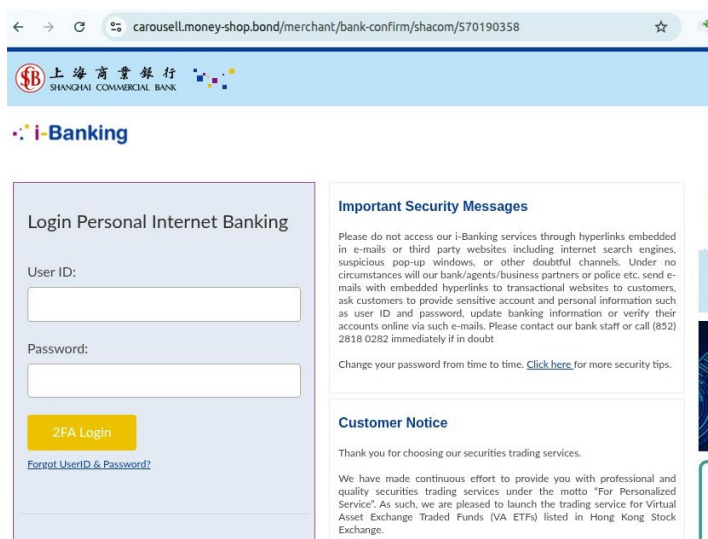 carousell.money-shop.bond/merchant/bank-confirm/shacom/570190358
上海商業銀行
SHANGHAI COMMERCIAL BANK
i-Banking
Login Personal Internet Banking
User ID:
Password:
2FA Login
Forgot UserID & Password?
Important Security Messages
Please do not access our i-Banking services through hyperlinks embedded
in e-mails or third party websites including internet search engines,
suspicious pop-up windows, or other doubtful channels. Under no
circumstances will our bank/agents/business partners or police etc. send e-
mails with embedded hyperlinks to transactional websites to customers,
ask customers to provide sensitive account and personal information such
as user ID and password, update banking information or verify their
accounts online via such e-mails. Please contact our bank staff or call (852)
2818 0282 immediately if in doubt
Change your password from time to time. Click here for more security tips.
Customer Notice
Thank you for choosing our securities trading services.
We have made continuous effort to provide you with professional and
quality securities trading services under the motto "For Personalized
Service". As such, we are pleased to launch the trading service for Virtual
Asset Exchange Traded Funds (VA ETFs) listed in Hong Kong Stock
Exchange.